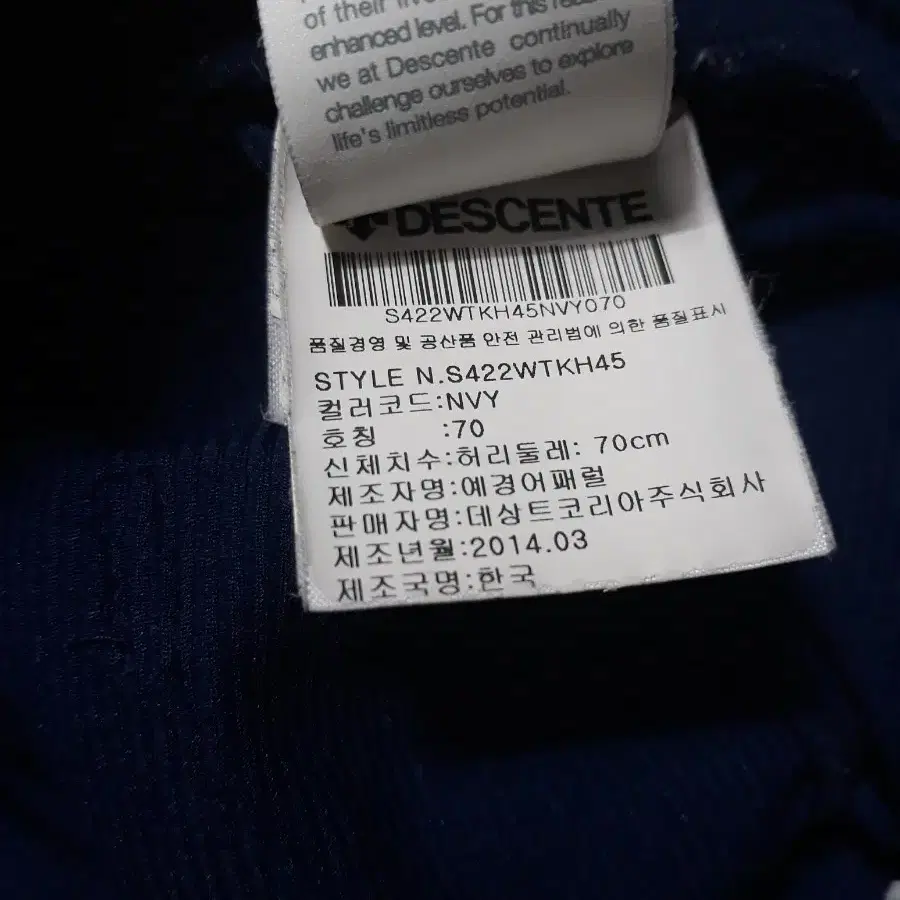 of their
enhanced level. For this
we at Descente continually
challenge ourselves to explore
life's limitless potential.
DESCENTE
S422WTKH45NVY070
품질경영 및 공산품 안전 관리법에 의한 품질표시
STYLE N.S422WTKH45
컬러코드:NVY
호칭 :70
신체치수:허리둘레: 70cm
제조자명:예경어패럴
판매자명:데상트코리아주식회사
제조년월:2014.03
제조국명:한국